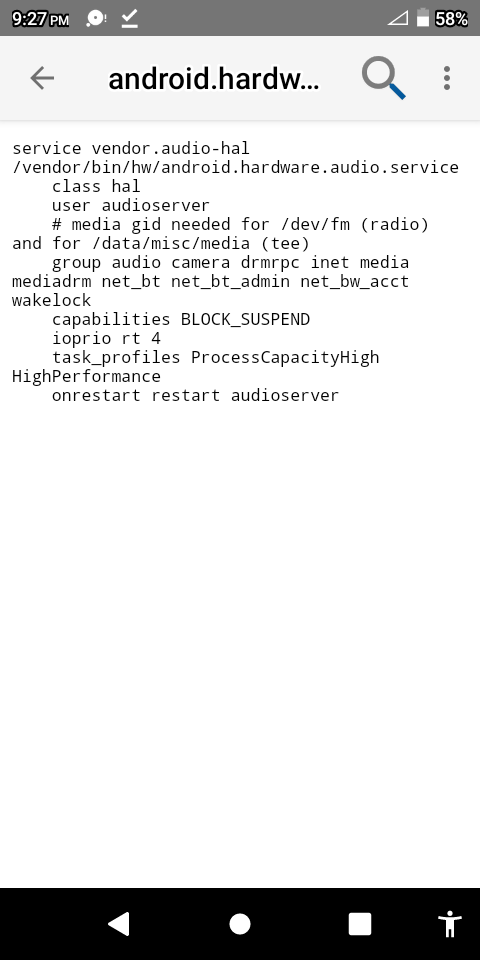 9:27 PM
58%
android.hardw...
service vendor.audio-hal
/vendor/bin/hw/android.hardware.audio.service
    class hal
    user audioserver
    # media gid needed for /dev/fm (radio)
and for /data/misc/media (tee)
    group audio camera drmrpc inet media
mediadrm net_bt net_bt_admin net_bw_acct
wakelock
    capabilities BLOCK_SUSPEND
    ioprio rt 4
    task_profiles ProcessCapacityHigh
HighPerformance
    onrestart restart audioserver